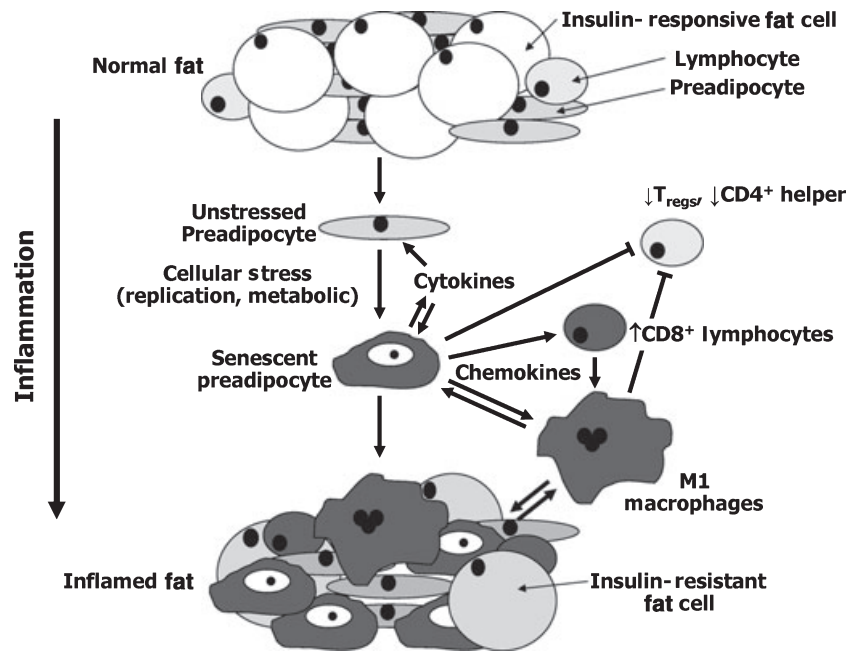 Insulin- responsive fat cell
Normal fat
Lymphocyte
Preadipocyte
↓Tregs, ↓CD4+ helper
Unstressed
Preadipocyte
Cellular stress
(replication, metabolic)
Cytokines
Inflammation
↑CD8+ lymphocytes
Senescent
preadipocyte
Chemokines
M1
macrophages
Inflamed fat
Insulin-resistant
fat cell